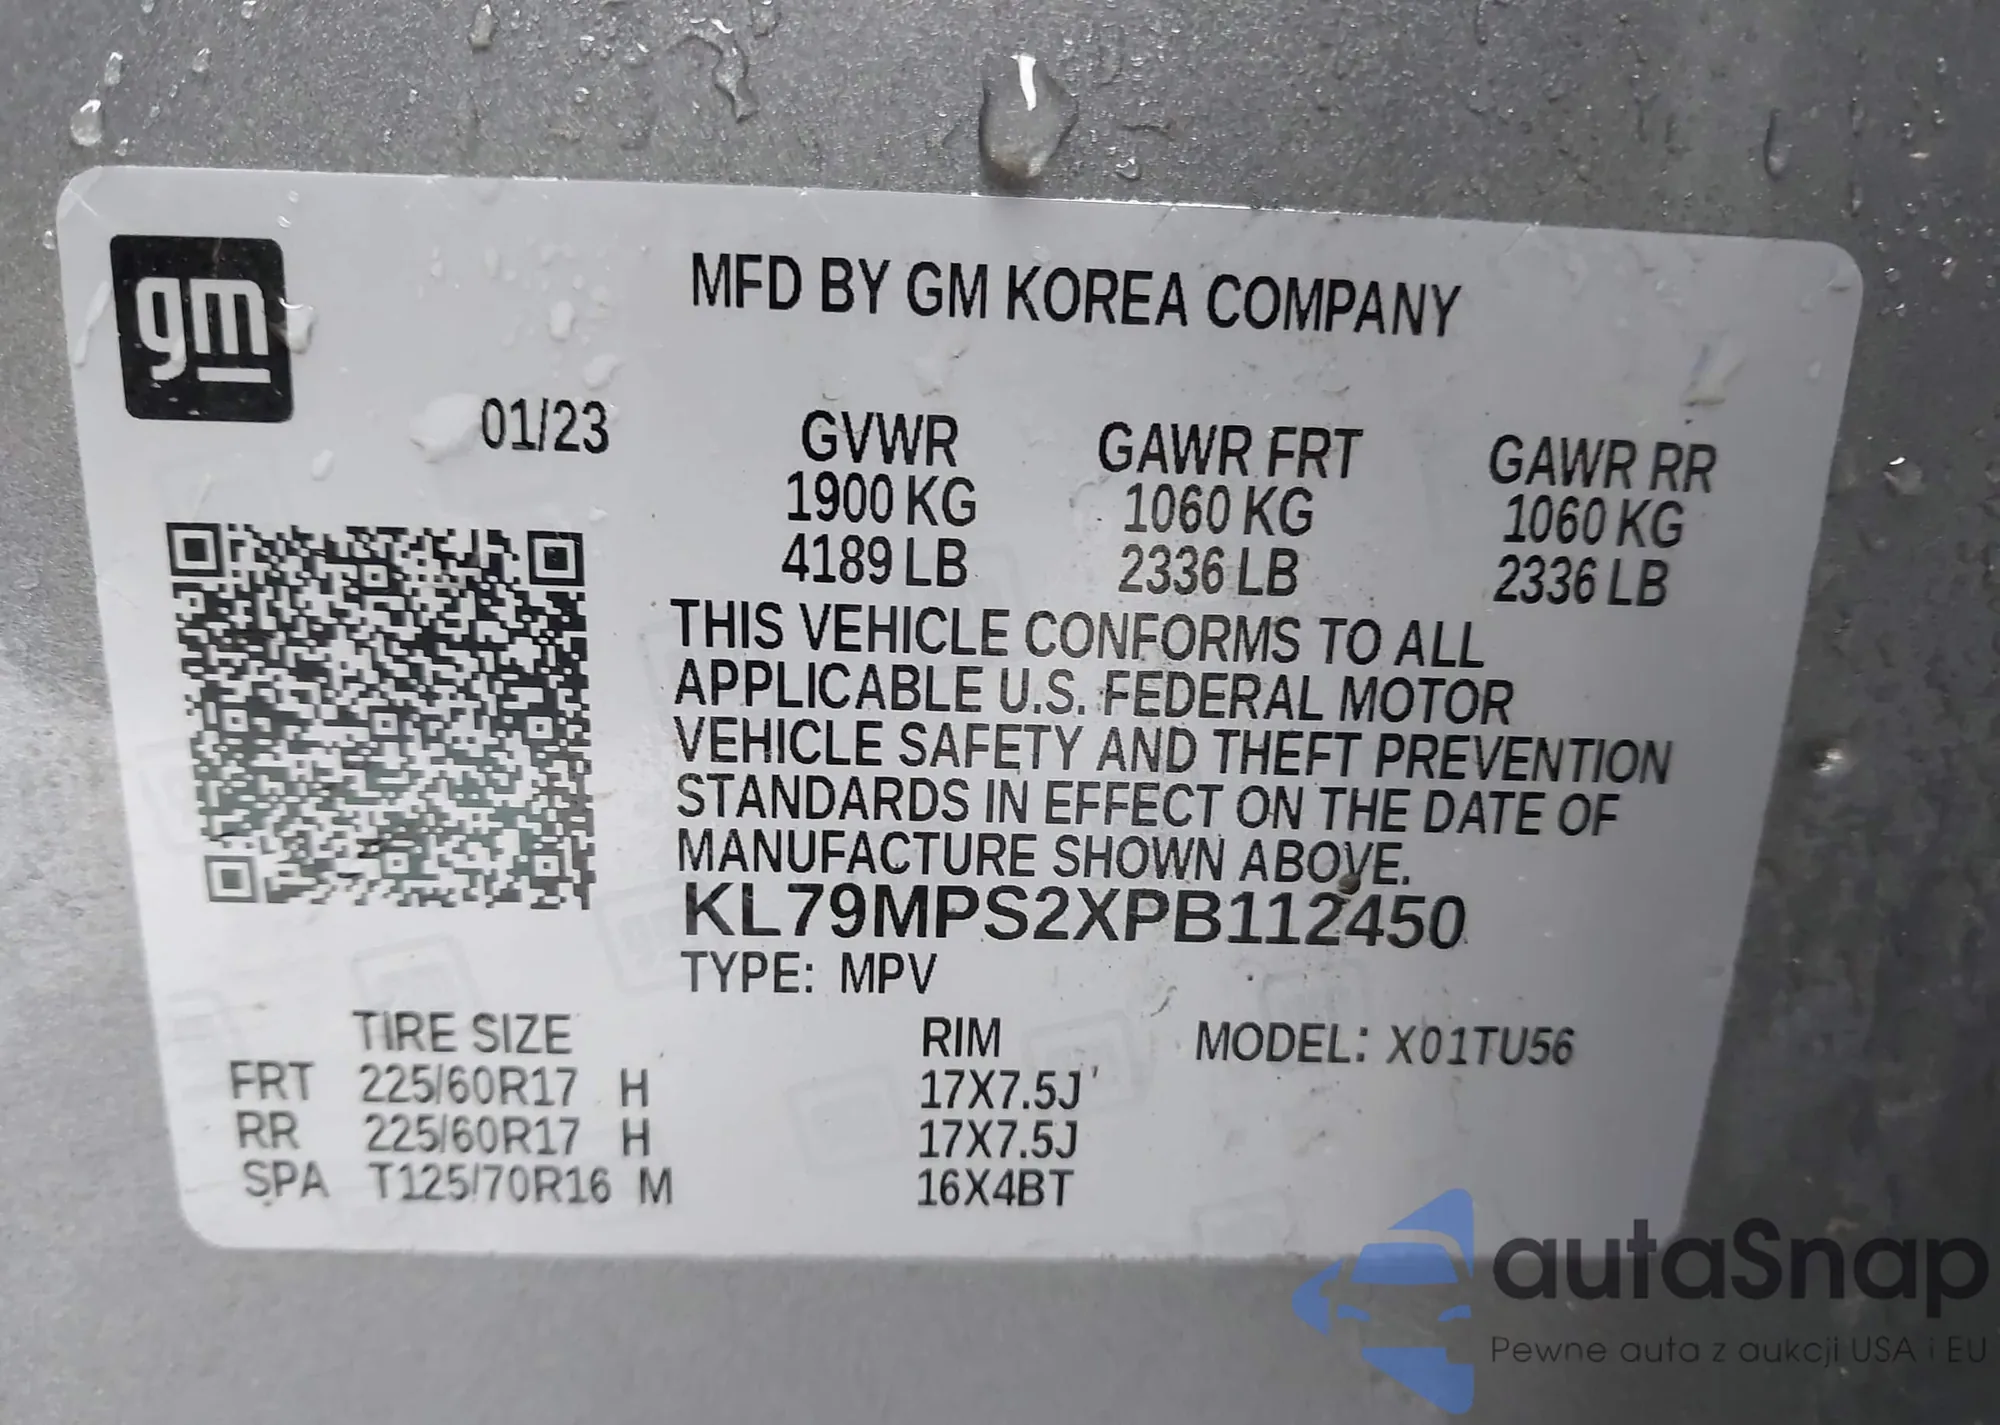 gm
MFD BY GM KOREA COMPANY
01/23
GVWR GAWR FRT GAWR RR
1900 KG 1060 KG 1060 KG
4189 LB 2336 LB 2336 LB
THIS VEHICLE CONFORMS TO ALL
APPLICABLE U.S. FEDERAL MOTOR
VEHICLE SAFETY AND THEFT PREVENTION
STANDARDS IN EFFECT ON THE DATE OF
MANUFACTURE SHOWN ABOVE.
KL79MPS2XPB112450
TYPE: MPV
TIRE SIZE RIM MODEL: X01TU56
FRT 225/60R17 H 17X7.5J
RR 225/60R17 H 17X7.5J
SPA T125/70R16 M 16X4BT
autaSnap
Pewne auta z aukcji USA i EU